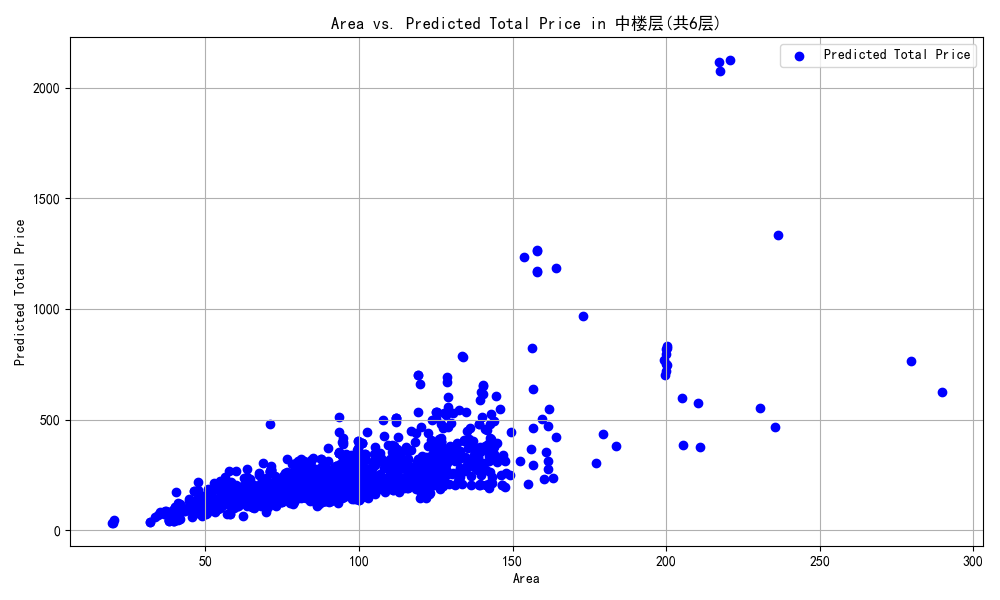 Area vs. Predicted Total Price in 中楼层(共6层)
Predicted Total Price
2000
1500
1000
500
0
Predicted Total Price
50
100
150
200
250
300
Area